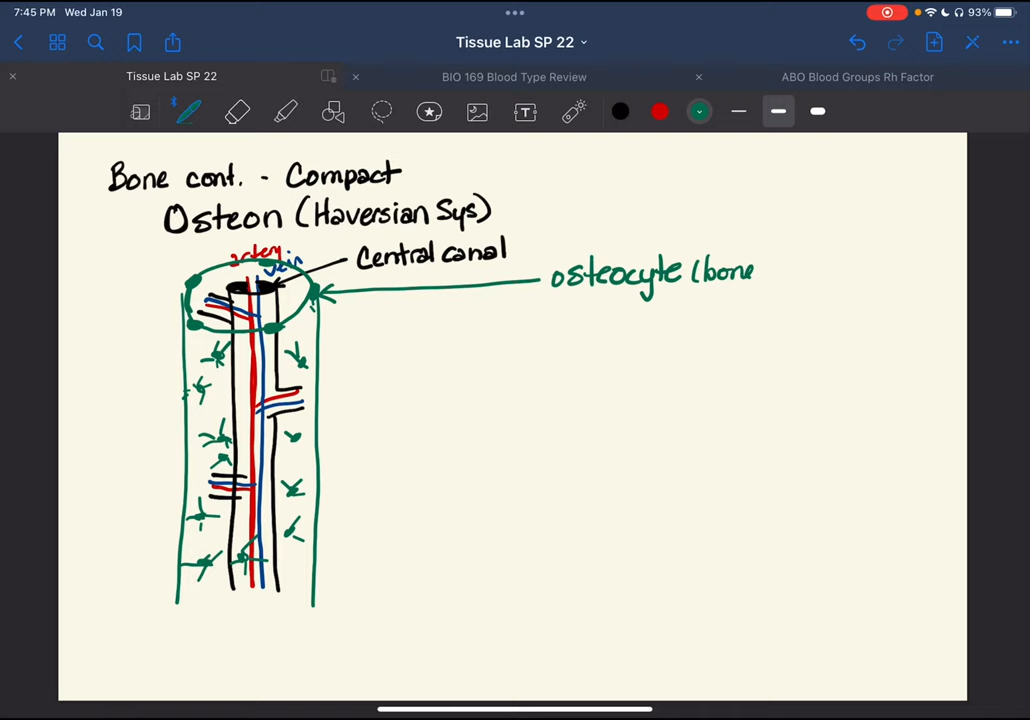 7:45 PM Wed Jan 19
93%
Tissue Lab SP 22
Tissue Lab SP 22
BIO 169 Blood Type Review
ABO Blood Groups Rh Factor
Bone cont. - Compact
Osteon (Haversian Sys)
artery
vein
Central canal
osteocyte (bone